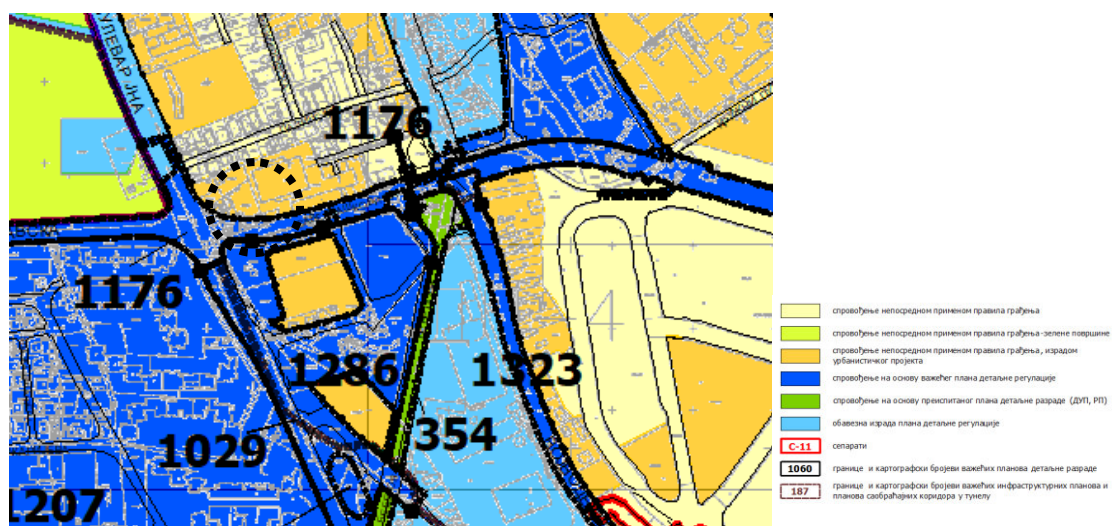 УЛЕВАР ЈНА
1176
1176
1286
1323
1029
354
1207
спровођење непосредном применом правила грађења
спровођење непосредном применом правила грађења-зелене површине
спровођење непосредном применом правила грађења, израдом
урбанистичког пројекта
спровођење на основу важећег плана детаљне регулације
спровођење на основу преиспитаног плана детаљне разраде (ДУП, РП)
обавезна израда плана детаљне регулације
С-11 сепарати
1060 границе и картографски бројеви важећих планова детаљне разраде
187 границе и картографски бројеви важећих инфраструктурних планова и
планова саобраћајних коридора у тунелу